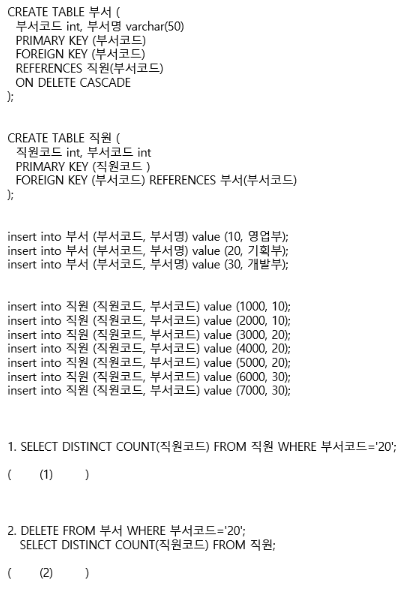 CREATE TABLE 부서 (
부서코드 int, 부서명 varchar(50)
PRIMARY KEY (부서코드)
FOREIGN KEY (부서코드)
REFERENCES 직원(부서코드)
ON DELETE CASCADE
);
CREATE TABLE 직원 (
직원코드 int, 부서코드 int
PRIMARY KEY (직원코드 )
FOREIGN KEY (부서코드) REFERENCES 부서(부서코드)
);
insert into 부서 (부서코드, 부서명) value (10, 영업부);
insert into 부서 (부서코드, 부서명) value (20, 기획부);
insert into 부서 (부서코드, 부서명) value (30, 개발부);
insert into 직원 (직원코드, 부서코드) value (1000, 10);
insert into 직원 (직원코드, 부서코드) value (2000, 10);
insert into 직원 (직원코드, 부서코드) value (3000, 20);
insert into 직원 (직원코드, 부서코드) value (4000, 20);
insert into 직원 (직원코드, 부서코드) value (5000, 20);
insert into 직원 (직원코드, 부서코드) value (6000, 30);
insert into 직원 (직원코드, 부서코드) value (7000, 30);
1. SELECT DISTINCT COUNT(직원코드) FROM 직원 WHERE 부서코드='20';
( (1) )
2. DELETE FROM 부서 WHERE 부서코드='20';
SELECT DISTINCT COUNT(직원코드) FROM 직원;
( (2) )